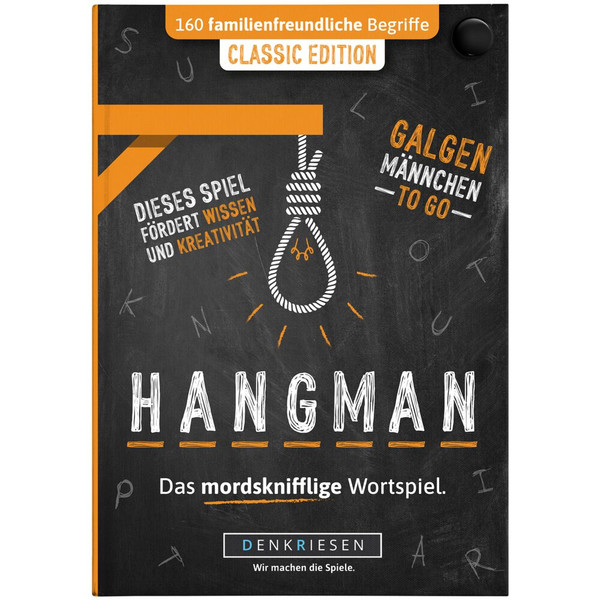 160 familienfreundliche Begriffe
CLASSIC EDITION
GALGEN
MÄNNCHEN
TO GO
DIESES SPIEL
FÖRDERT WISSEN
UND KREATIVITÄT
HANGMAN
Das mordsknifflige Wortspiel.
DENKRIESEN
Wir machen die Spiele.